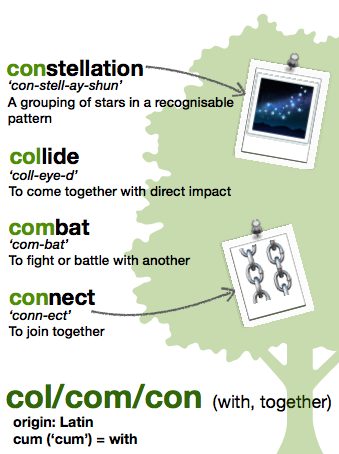 constellation
‘con-stell-ay-shun’
A grouping of stars in a recognisable
pattern
collide
‘coll-eye-d’
To come together with direct impact
combat
‘com-bat’
To fight or battle with another
connect
‘conn-ect’
To join together
col/com/con (with, together)
origin: Latin
cum (‘cum’) = with